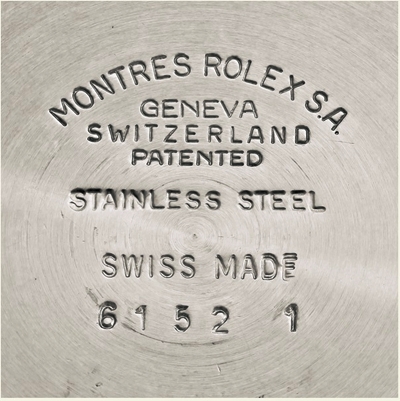 MONTRES ROLEX S.A.
GENEVA
SWITZERLAND
PATENTED
STAINLESS STEEL
SWISS MADE
6152 1